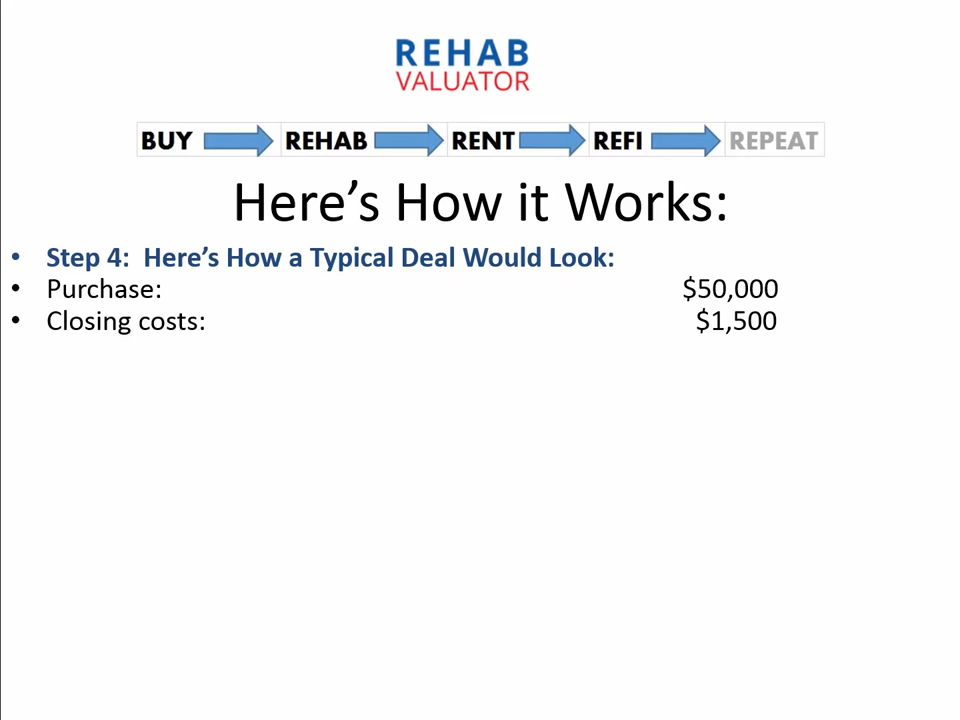 REHAB
VALUATOR
BUY REHAB RENT REFI REPEAT
Here’s How it Works:
• Step 4: Here’s How a Typical Deal Would Look:
• Purchase: $50,000
• Closing costs: $1,500